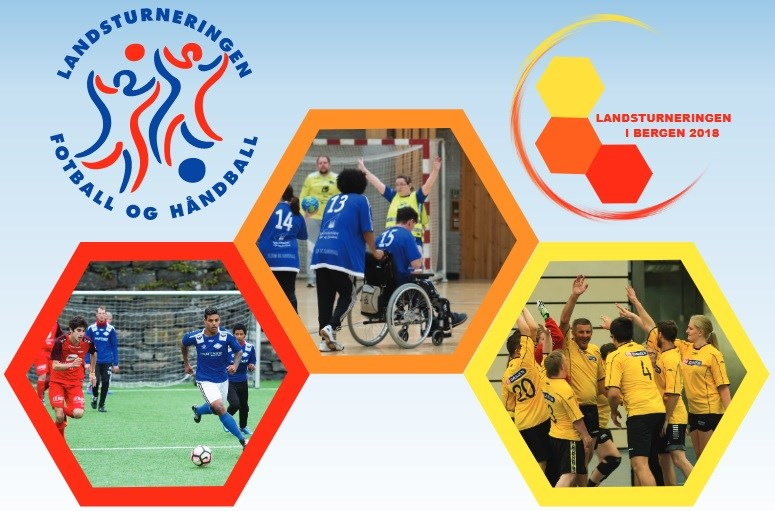 LANDSTURNERINGEN
FOTBALL OG HÅNDBALL
LANDSTURNERINGEN
I BERGEN 2018
14
13
15
20
4